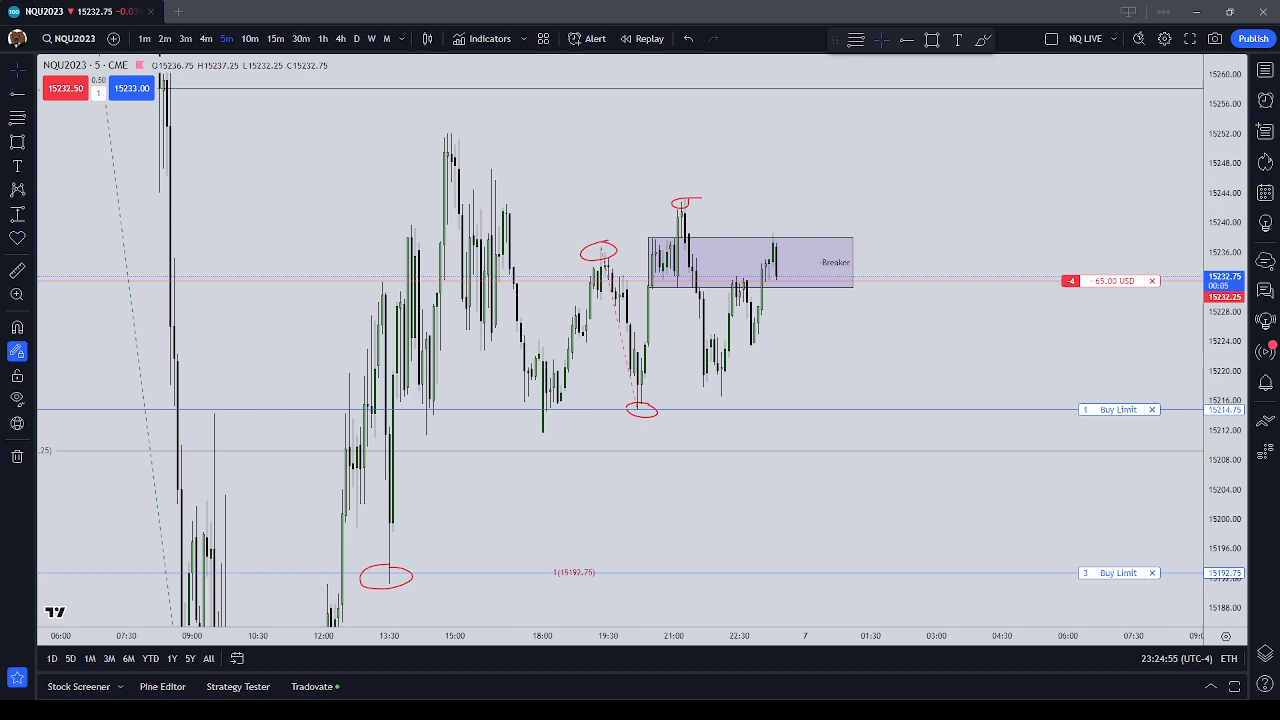 NQU2023 ▼ 15232.75 -0.03
NQU2023 1m 2m 3m 4m 5m 10m 15m 30m 1h 4h D W M Indicators Alert Replay NQ LIVE Publish
NQU2023 · 5 · CME O15236.75 H15237.25 L15232.25 C15232.75
15232.50 0.50 1 15233.00
15260.00
15256.00
15252.00
15248.00
15244.00
15240.00
15236.00
-Breaker
-4 -65.00 USD
15232.75
00:05
15232.25
15228.00
15224.00
15220.00
15216.00
1 Buy Limit 15214.75
15212.00
.25)
15208.00
15204.00
15200.00
15196.00
1(15192.75) 3 Buy Limit 15192.75
15188.00
06:00 07:30 09:00 10:30 12:00 13:30 15:00 18:00 19:30 21:00 22:30 7 01:30 03:00 04:30 06:00 07:30 09:0
1D 5D 1M 3M 6M YTD 1Y 5Y All 23:24:55 (UTC-4) ETH
Stock Screener Pine Editor Strategy Tester Tradovate